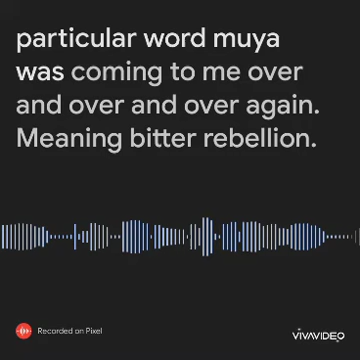 particular word muya
was coming to me over
and over and over again.
Meaning bitter rebellion.
Recorded on Pixel
VIVAVIDEO